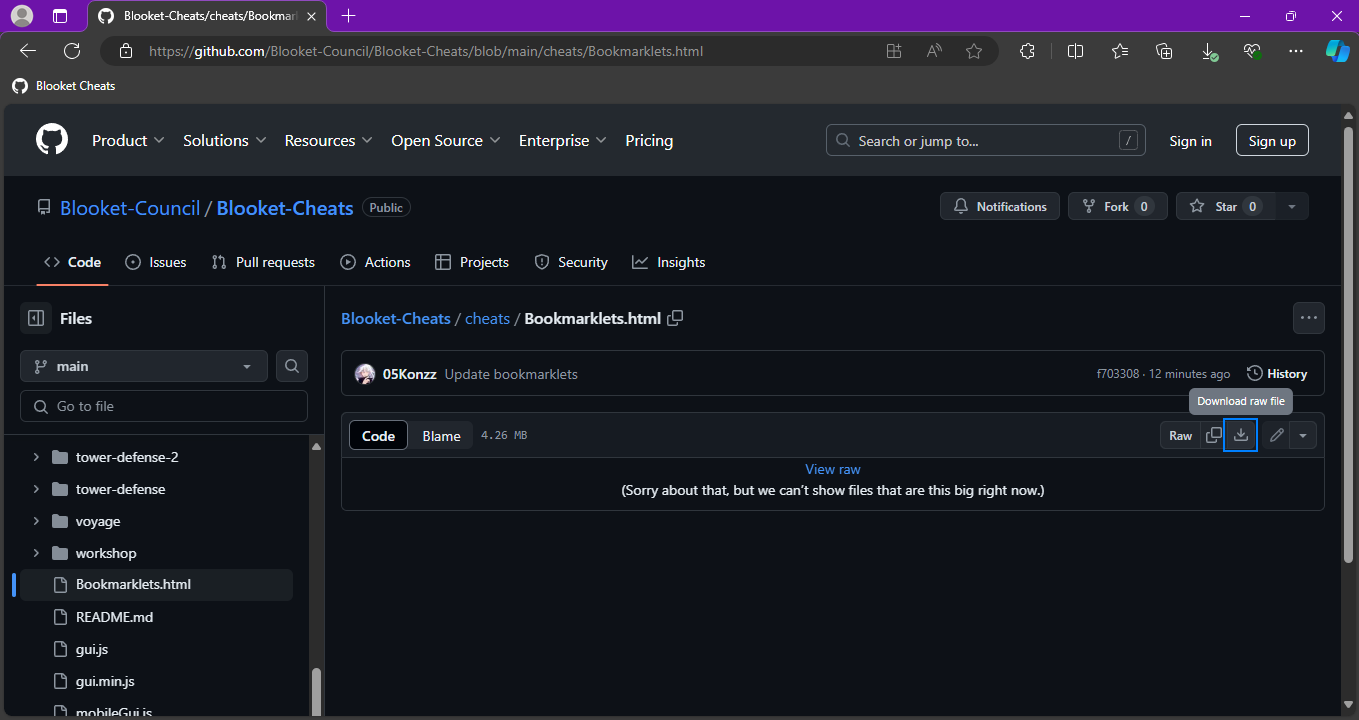 Blooket-Cheats/cheats/Bookmar
https://github.com/Blooket-Council/Blooket-Cheats/blob/main/cheats/Bookmarklets.html
Blooket Cheats
Product Solutions Resources Open Source Enterprise Pricing Search or jump to... / Sign in Sign up
Blooket-Council / Blooket-Cheats Public Notifications Fork 0 Star 0
Code Issues Pull requests Actions Projects Security Insights
Files
main
Go to file
tower-defense-2
tower-defense
voyage
workshop
Bookmarklets.html
README.md
gui.js
gui.min.js
mobileGui.js
Blooket-Cheats / cheats / Bookmarklets.html
05Konzz Update bookmarklets f703308 · 12 minutes ago History
Download raw file
Code Blame 4.26 MB Raw
View raw
(Sorry about that, but we can’t show files that are this big right now.)